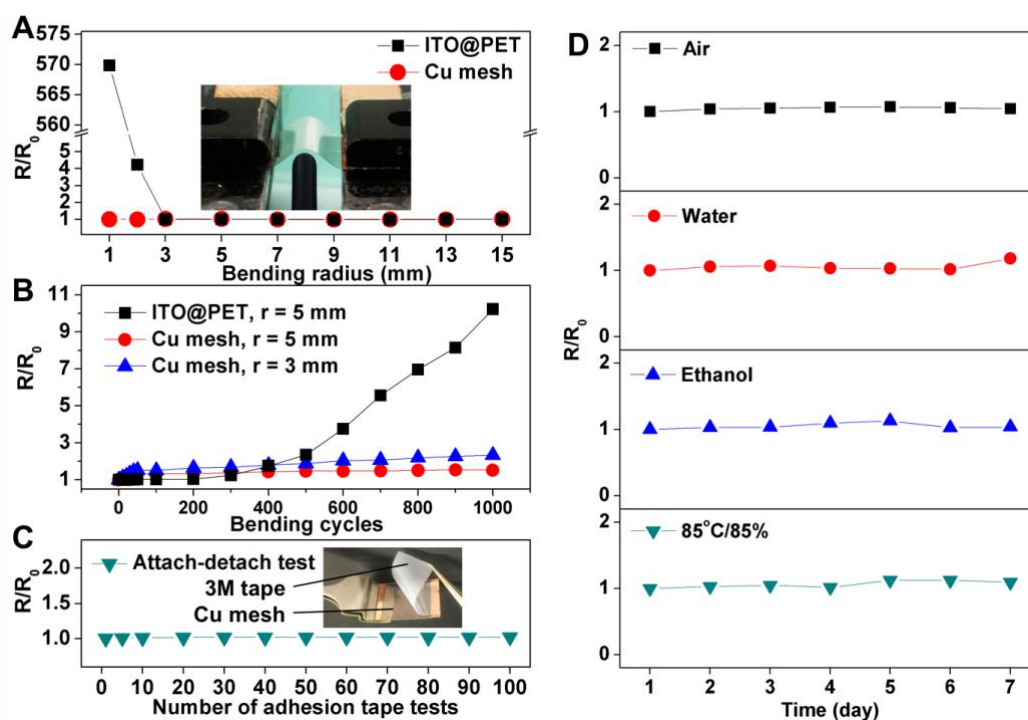 A
575
570
565
560
5
4
3
2
1
R/R0
ITO@PET
Cu mesh
1 3 5 7 9 11 13 15
Bending radius (mm)
B
11
9
7
5
3
1
R/R0
ITO@PET, r = 5 mm
Cu mesh, r = 5 mm
Cu mesh, r = 3 mm
0 200 400 600 800 1000
Bending cycles
C
2.0
1.5
1.0
R/R0
Attach-detach test
3M tape
Cu mesh
0 10 20 30 40 50 60 70 80 90 100
Number of adhesion tape tests
D
R/R0
2
1
0
Air
2
1
0
Water
2
1
0
Ethanol
2
1
0
85°C/85%
1 2 3 4 5 6 7
Time (day)